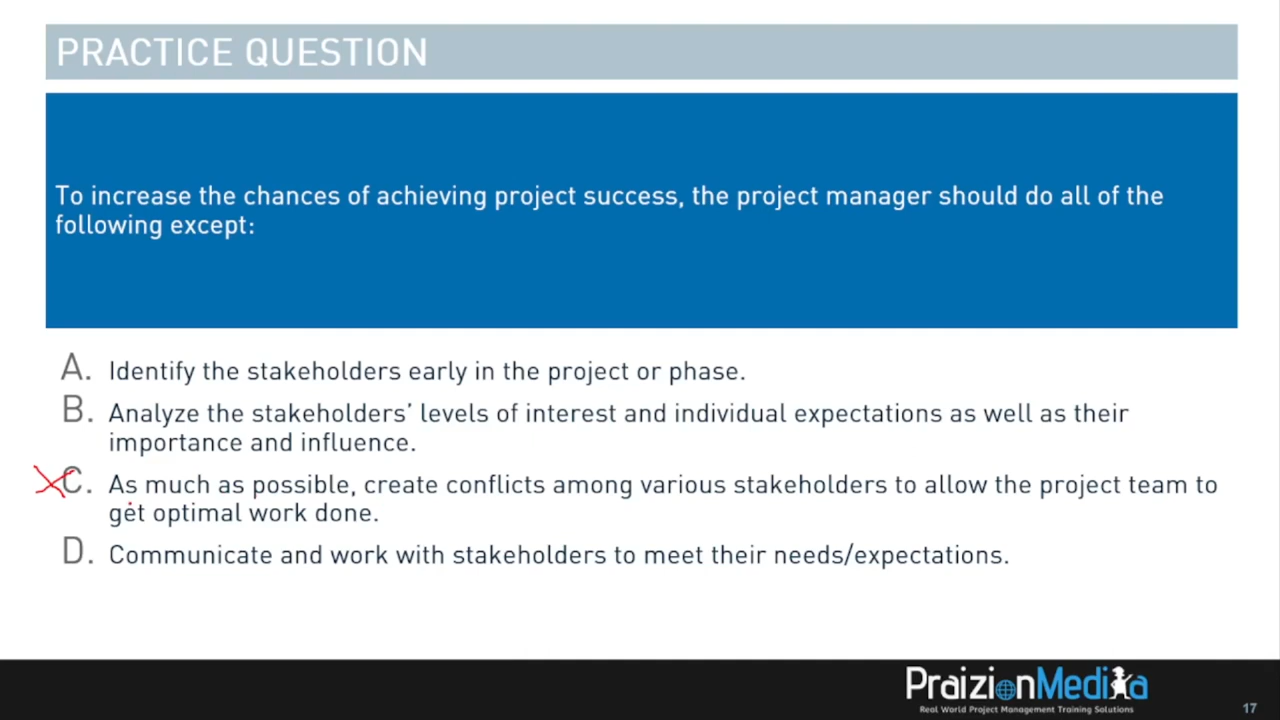 PRACTICE QUESTION
To increase the chances of achieving project success, the project manager should do all of the
following except:
A. Identify the stakeholders early in the project or phase.
B. Analyze the stakeholders’ levels of interest and individual expectations as well as their
importance and influence.
C. As much as possible, create conflicts among various stakeholders to allow the project team to
get optimal work done.
D. Communicate and work with stakeholders to meet their needs/expectations.
PraizionMedia
Real World Project Management Training Solutions
17